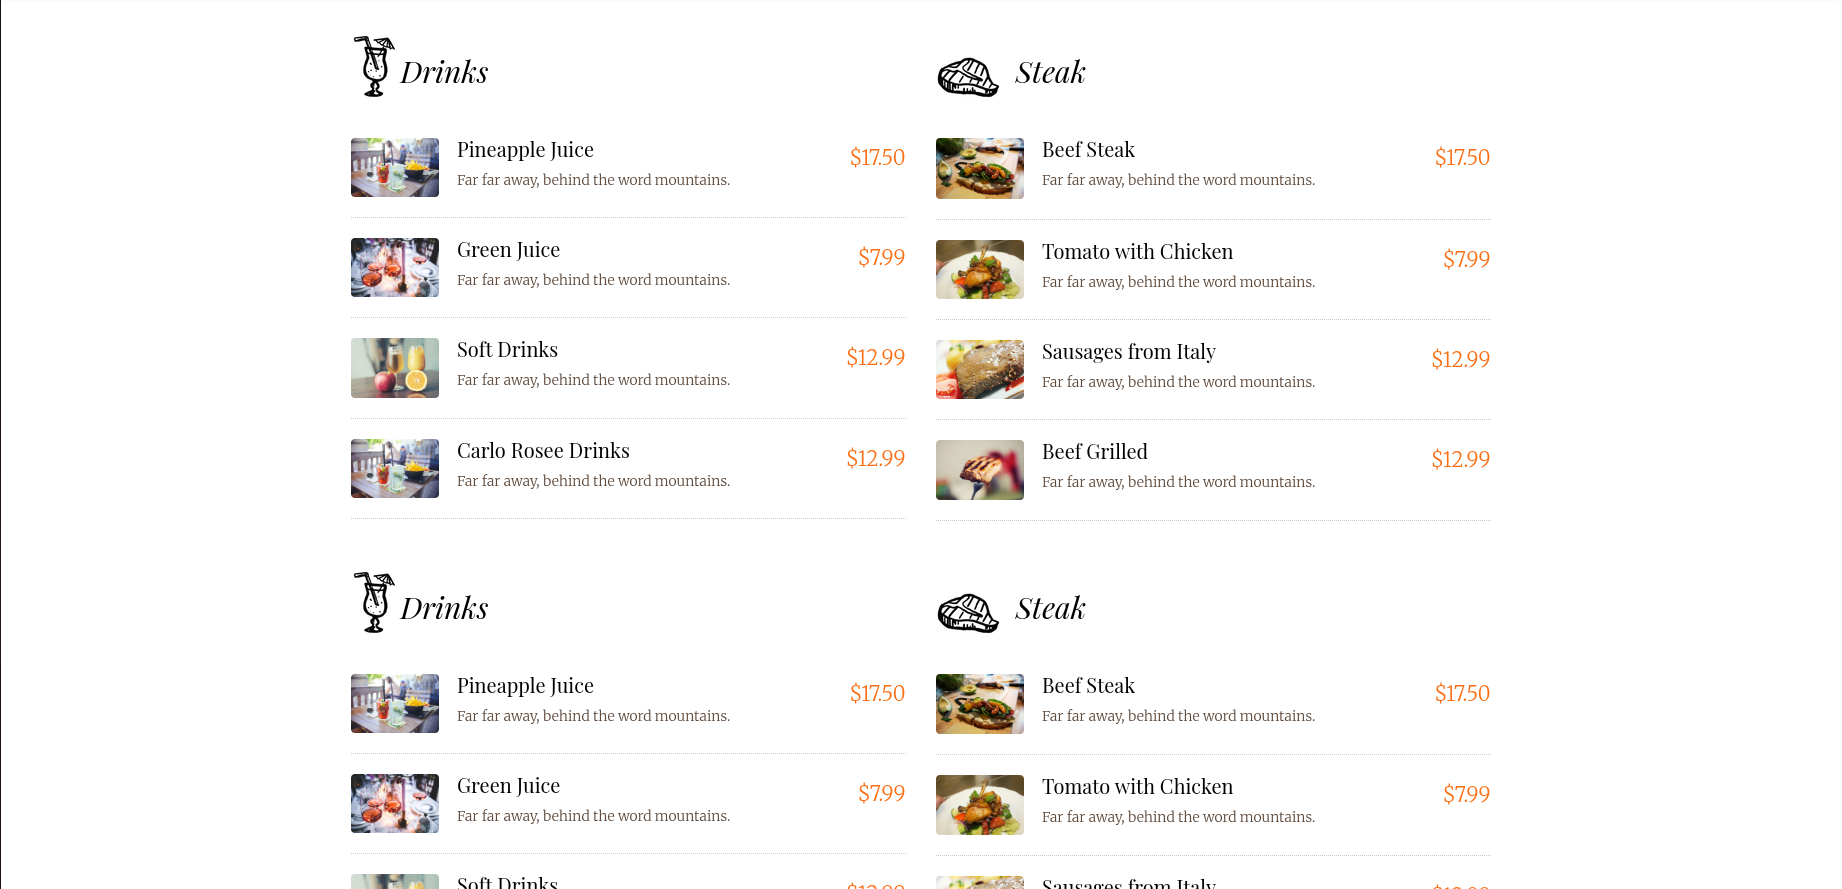 Drinks
Pineapple Juice
$17.50
Far far away, behind the word mountains.
Green Juice
$7.99
Far far away, behind the word mountains.
Soft Drinks
$12.99
Far far away, behind the word mountains.
Carlo Rosee Drinks
$12.99
Far far away, behind the word mountains.
Steak
Beef Steak
$17.50
Far far away, behind the word mountains.
Tomato with Chicken
$7.99
Far far away, behind the word mountains.
Sausages from Italy
$12.99
Far far away, behind the word mountains.
Beef Grilled
$12.99
Far far away, behind the word mountains.
Drinks
Pineapple Juice
$17.50
Far far away, behind the word mountains.
Green Juice
$7.99
Far far away, behind the word mountains.
Soft Drinks
Steak
Beef Steak
$17.50
Far far away, behind the word mountains.
Tomato with Chicken
$7.99
Far far away, behind the word mountains.
Sausages from Italy